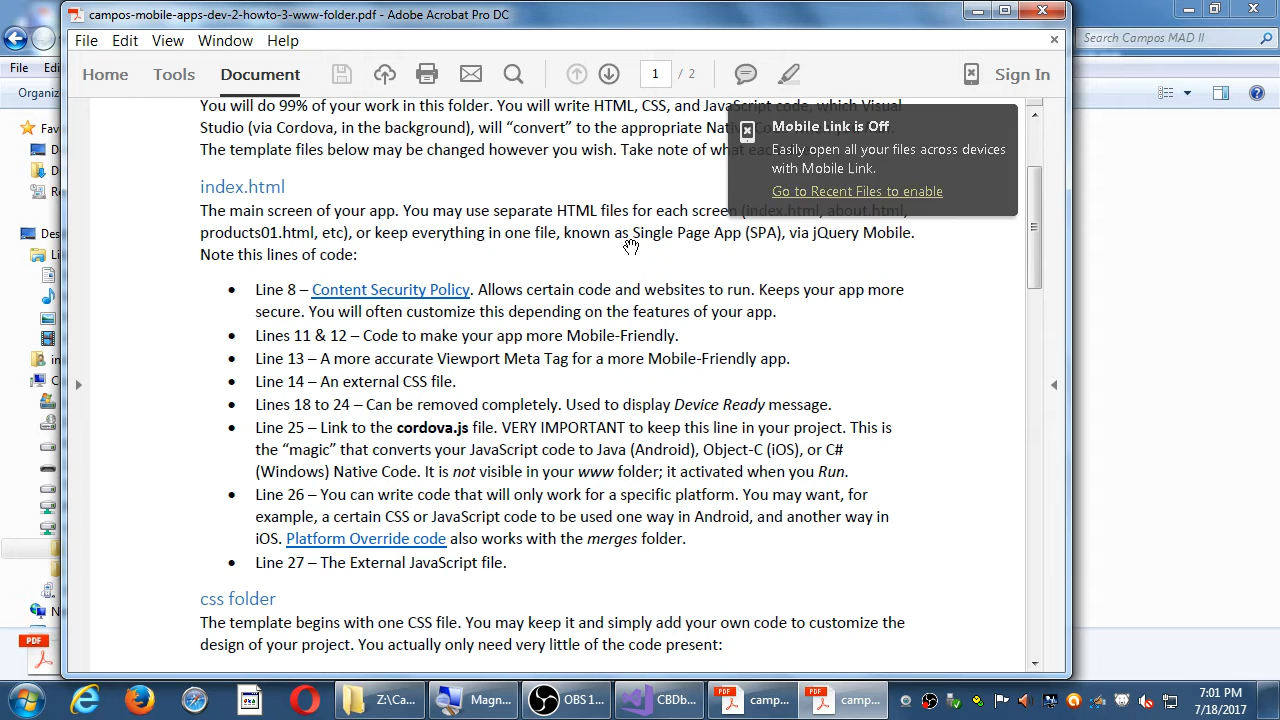 campos-mobile-apps-dev-2-howto-3-www-folder.pdf - Adobe Acrobat Pro DC
File Edit View Window Help
Home Tools Document 1 / 2 Sign In
Search Campos MAD II
File
Organiz
You will do 99% of your work in this folder. You will write HTML, CSS, and JavaScript code, which Visual
Studio (via Cordova, in the background), will “convert” to the appropriate
The template files below may be changed however you wish. Take note of
Mobile Link is Off
Easily open all your files across devices
with Mobile Link.
Go to Recent Files to enable
index.html
The main screen of your app. You may use separate HTML files for each screen (index.html, about.html,
products01.html, etc), or keep everything in one file, known as Single Page App (SPA), via jQuery Mobile.
Note this lines of code:
• Line 8 – Content Security Policy. Allows certain code and websites to run. Keeps your app more
secure. You will often customize this depending on the features of your app.
• Lines 11 & 12 – Code to make your app more Mobile-Friendly.
• Line 13 – A more accurate Viewport Meta Tag for a more Mobile-Friendly app.
• Line 14 – An external CSS file.
• Lines 18 to 24 – Can be removed completely. Used to display Device Ready message.
• Line 25 – Link to the cordova.js file. VERY IMPORTANT to keep this line in your project. This is
the “magic” that converts your JavaScript code to Java (Android), Object-C (iOS), or C#
(Windows) Native Code. It is not visible in your www folder; it activated when you Run.
• Line 26 – You can write code that will only work for a specific platform. You may want, for
example, a certain CSS or JavaScript code to be used one way in Android, and another way in
iOS. Platform Override code also works with the merges folder.
• Line 27 – The External JavaScript file.
css folder
The template begins with one CSS file. You may keep it and simply add your own code to customize the
design of your project. You actually only need very little of the code present:
PDF
Z:\Ca... Magn... OBS 1... CBDb... PDF camp... PDF camp...
7:01 PM
7/18/2017